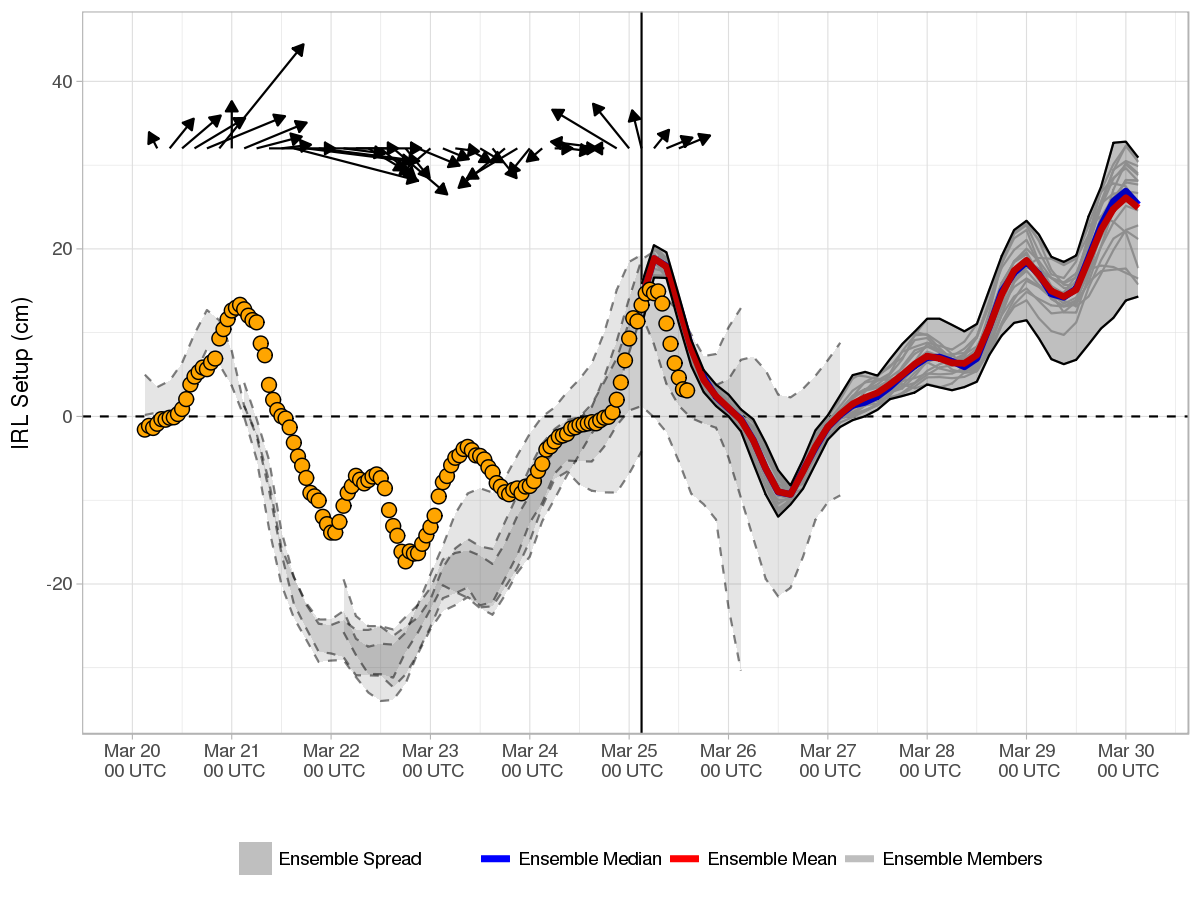 IRL Setup (cm)
40
20
0
-20
Mar 20 Mar 21 Mar 22 Mar 23 Mar 24 Mar 25 Mar 26 Mar 27 Mar 28 Mar 29 Mar 30
00 UTC 00 UTC 00 UTC 00 UTC 00 UTC 00 UTC 00 UTC 00 UTC 00 UTC 00 UTC 00 UTC
Ensemble Spread Ensemble Median Ensemble Mean Ensemble Members